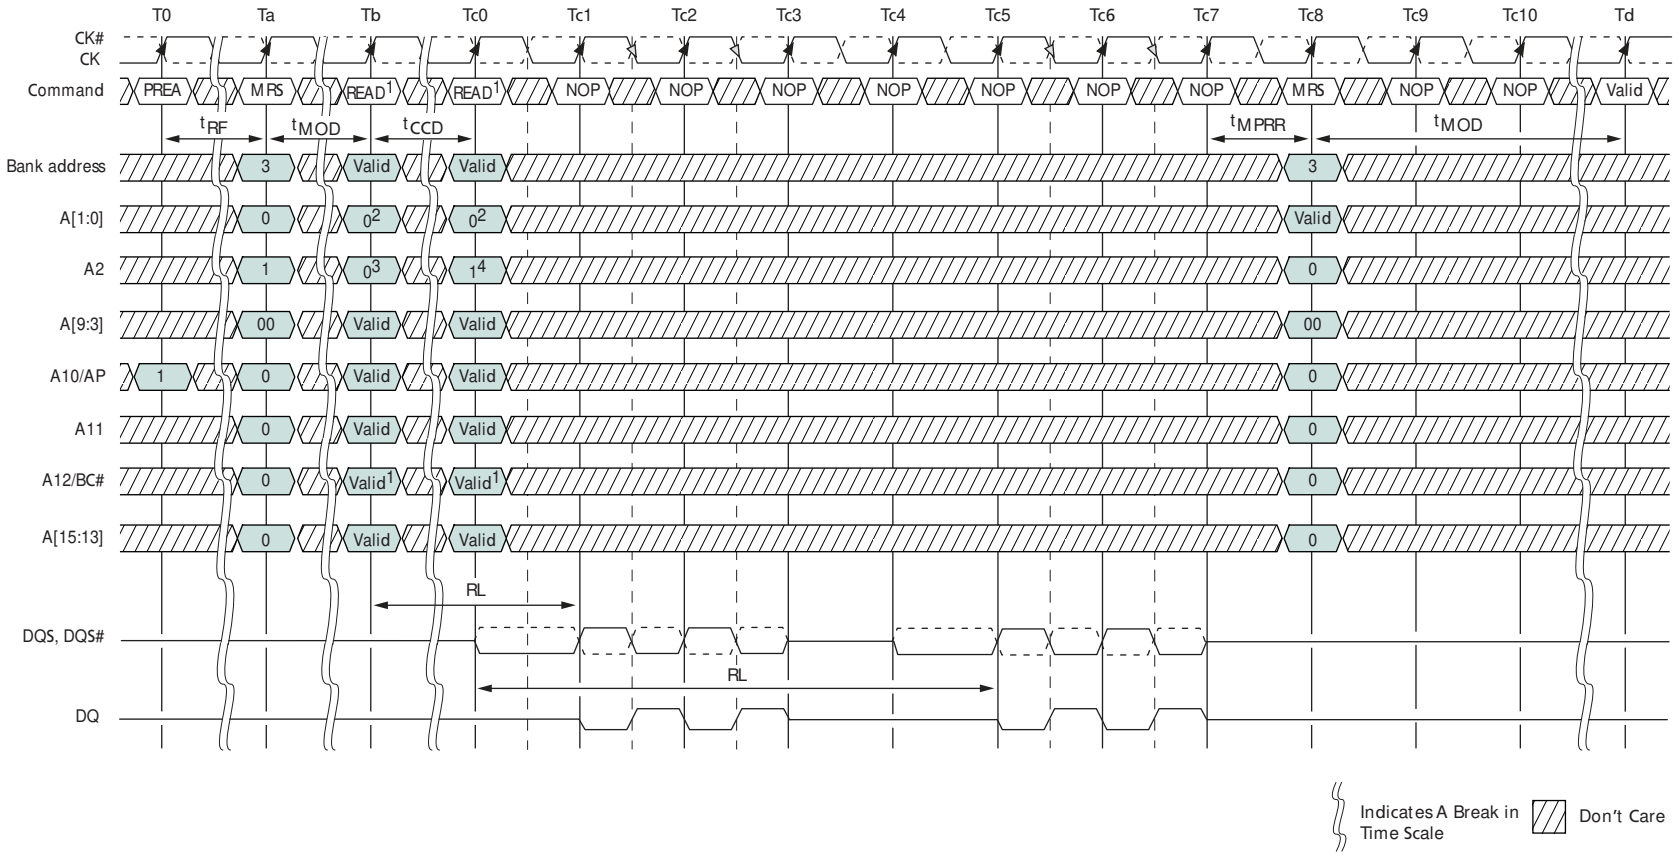 T0 Ta Tb Tc0 Tc1 Tc2 Tc3 Tc4 Tc5 Tc6 Tc7 Tc8 Tc9 Tc10 Td
CK#
CK
Command PREA MRS READ1 READ1 NOP NOP NOP NOP NOP NOP NOP MRS NOP NOP Valid
tRF tMOD tCCD tMPRR tMOD
Bank address 3 Valid Valid 3
A[1:0] 0 02 02 Valid
A2 1 03 14 0
A[9:3] 00 Valid Valid 00
A10/AP 1 0 Valid Valid 0
A11 0 Valid Valid 0
A12/BC# 0 Valid1 Valid1 0
A[15:13] 0 Valid Valid 0
RL
DQS, DQS#
RL
DQ
Indicates A Break in
Time Scale
Don't Care